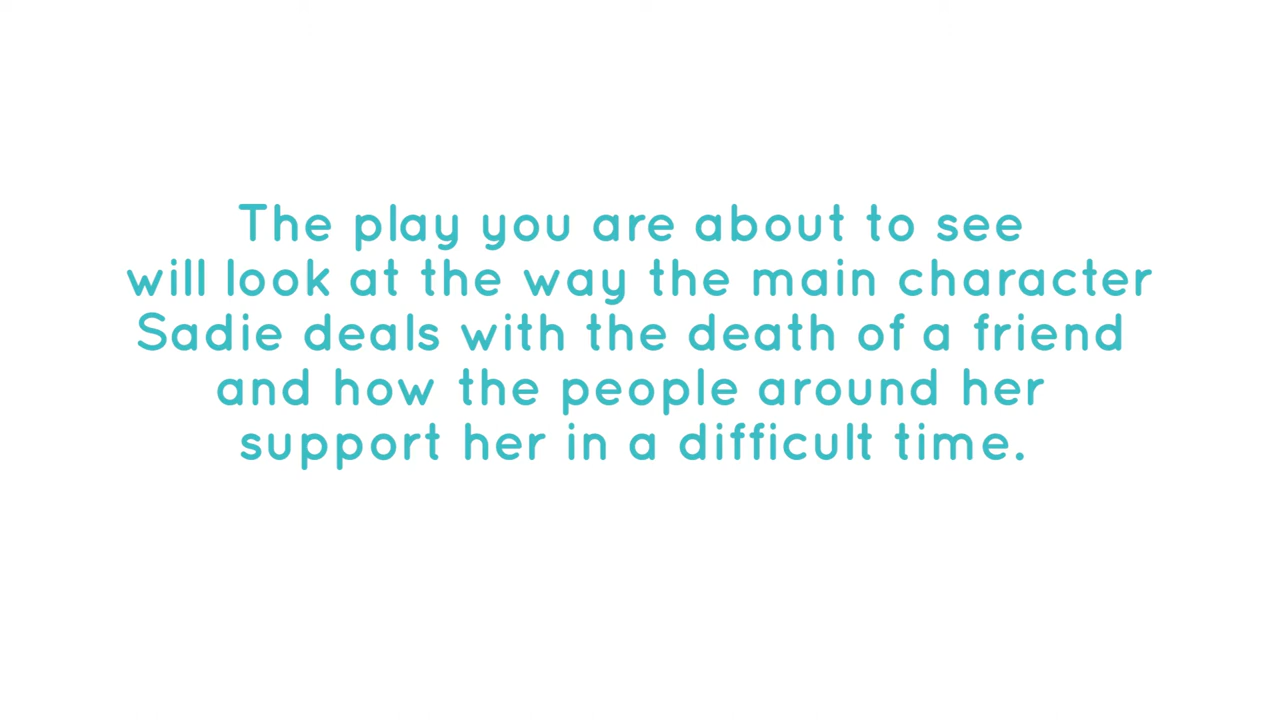 The play you are about to see
will look at the way the main character
Sadie deals with the death of a friend
and how the people around her
support her in a difficult time.